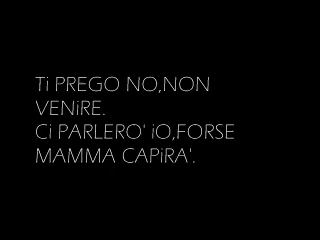 Ti PREGO NO,NON
VENiRE.
Ci PARLERO' iO,FORSE
MAMMA CAPiRA'.